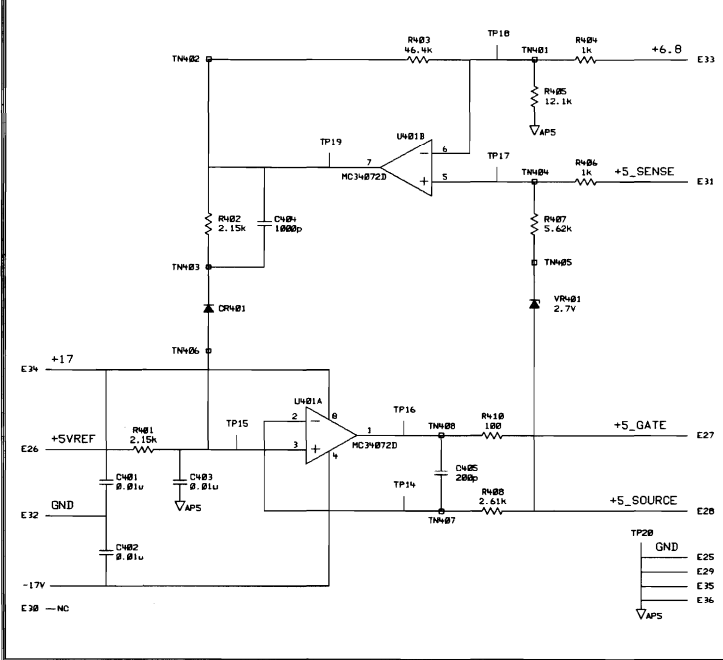 R403
46.4k
TP18
TN401
R404
1k
+6.8
E33
TN402
R405
12.1k
AP5
U401B
TP19
7
6
5
MC34072D
TP17
TN404
R406
1k
+5_SENSE
E31
R402
2.15k
C404
1000p
R407
5.62k
TN403
TN405
CR401
VR401
2.7V
TN406
E34
+17
U401A
2
8
TP15
3
4
1
MC34072D
TP16
TN408
R410
100
+5_GATE
E27
E26
+5VREF
R401
2.15k
C401
0.01u
C403
0.01u
AP5
C405
200p
TP14
TN407
R408
2.61k
+5_SOURCE
E28
E32
GND
C402
0.01u
TP20
GND
E25
E29
E35
E36
AP5
-17V
E30
NC